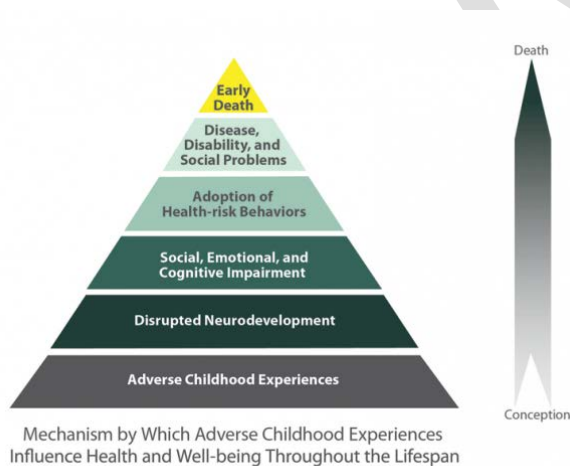 Death
Early
Death
Disease,
Disability, and
Social Problems
Adoption of
Health-risk Behaviors
Social, Emotional, and
Cognitive Impairment
Disrupted Neurodevelopment
Adverse Childhood Experiences
Conception
Mechanism by Which Adverse Childhood Experiences
Influence Health and Well-being Throughout the Lifespan